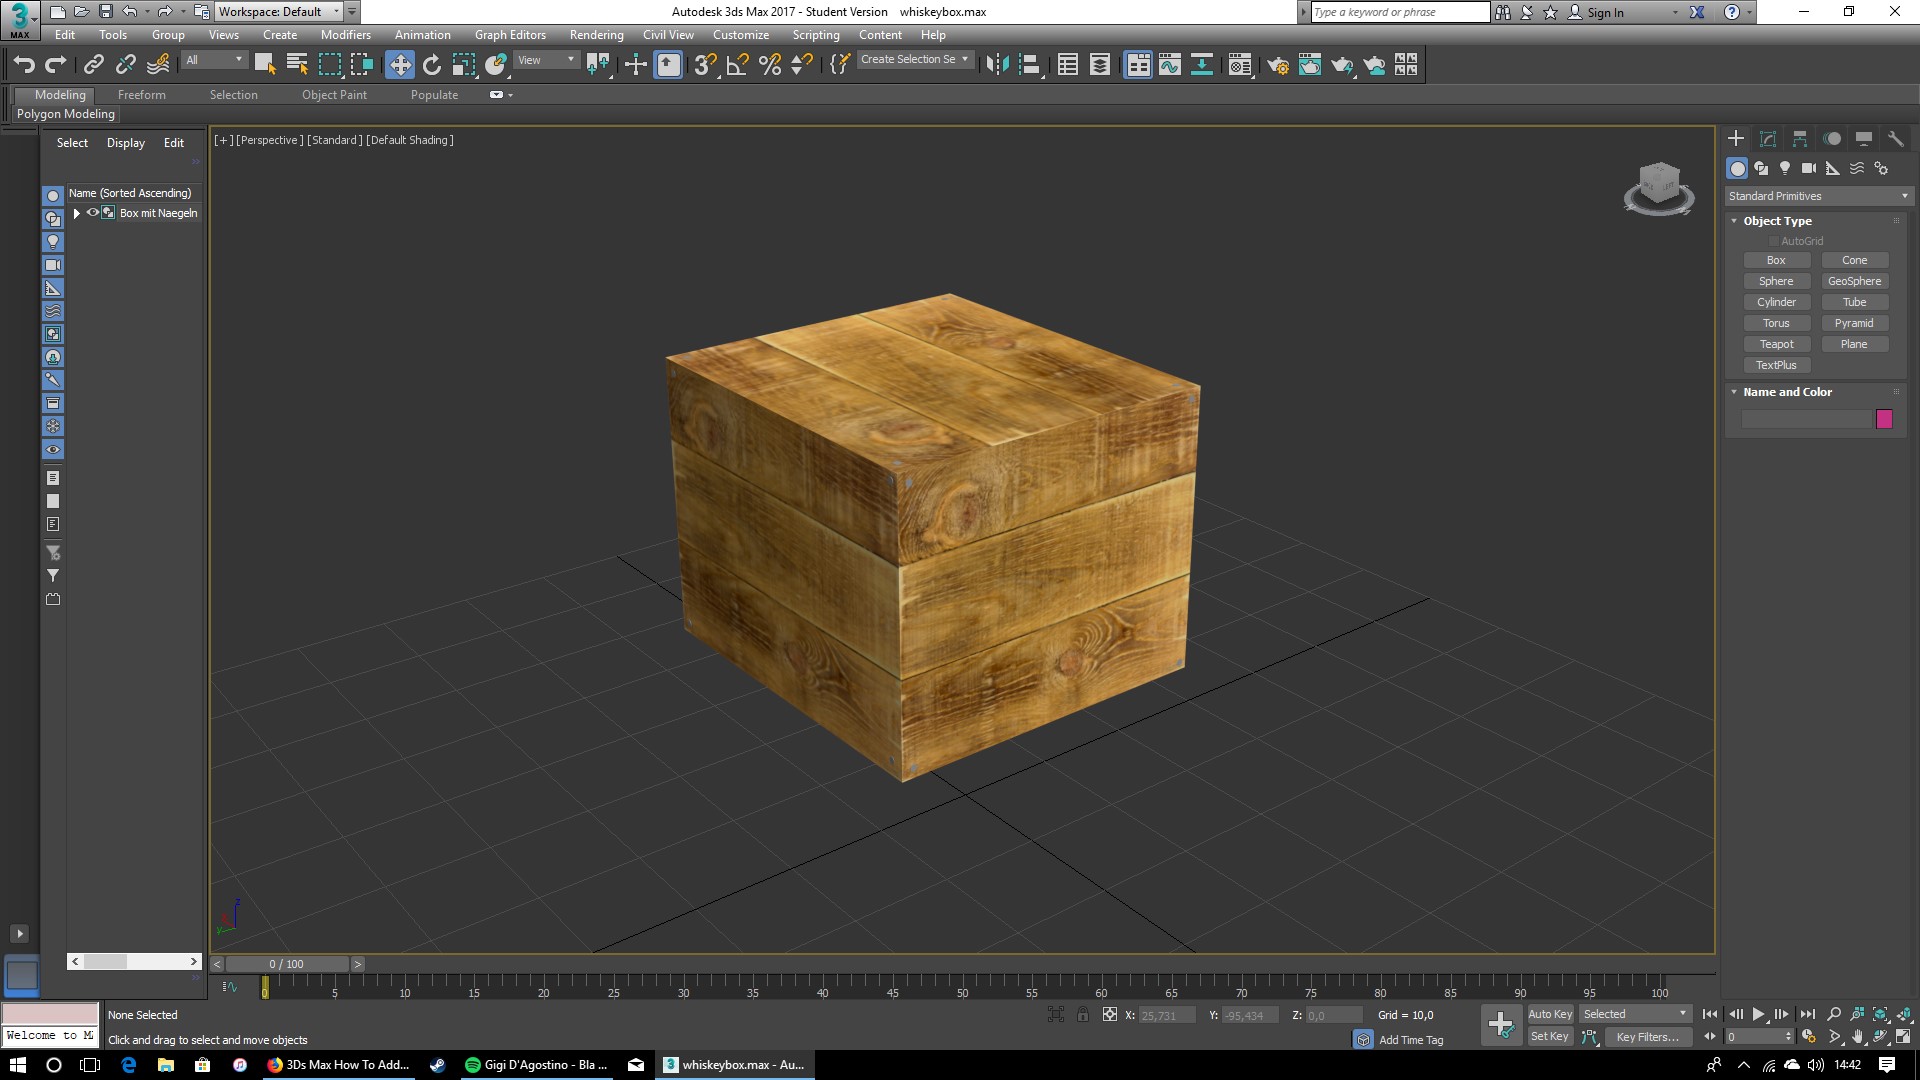 Workspace: Default
Autodesk 3ds Max 2017 - Student Version whiskeybox.max
Type a keyword or phrase
Sign In
3
MAX
Edit Tools Group Views Create Modifiers Animation Graph Editors Rendering Civil View Customize Scripting Content Help
All
View
Create Selection Se
Modeling Freeform Selection Object Paint Populate
Polygon Modeling
Select Display Edit
[+] [Perspective] [Standard] [Default Shading]
Name (Sorted Ascending)
Box mit Naegeln
Standard Primitives
Object Type
AutoGrid
Box Cone
Sphere GeoSphere
Cylinder Tube
Torus Pyramid
Teapot Plane
TextPlus
Name and Color
z
y
0 / 100
0 5 10 15 20 25 30 35 40 45 50 55 60 65 70 75 80 85 90 95 100
None Selected
X: 25,731 Y: -95,434 Z: 0,0 Grid = 10,0
Auto Key Selected
Welcome to M
Click and drag to select and move objects
Add Time Tag
Set Key Key Filters...
0
3Ds Max How To Add...
Gigi D'Agostino - Bla ...
whiskeybox.max - Au...
14:42